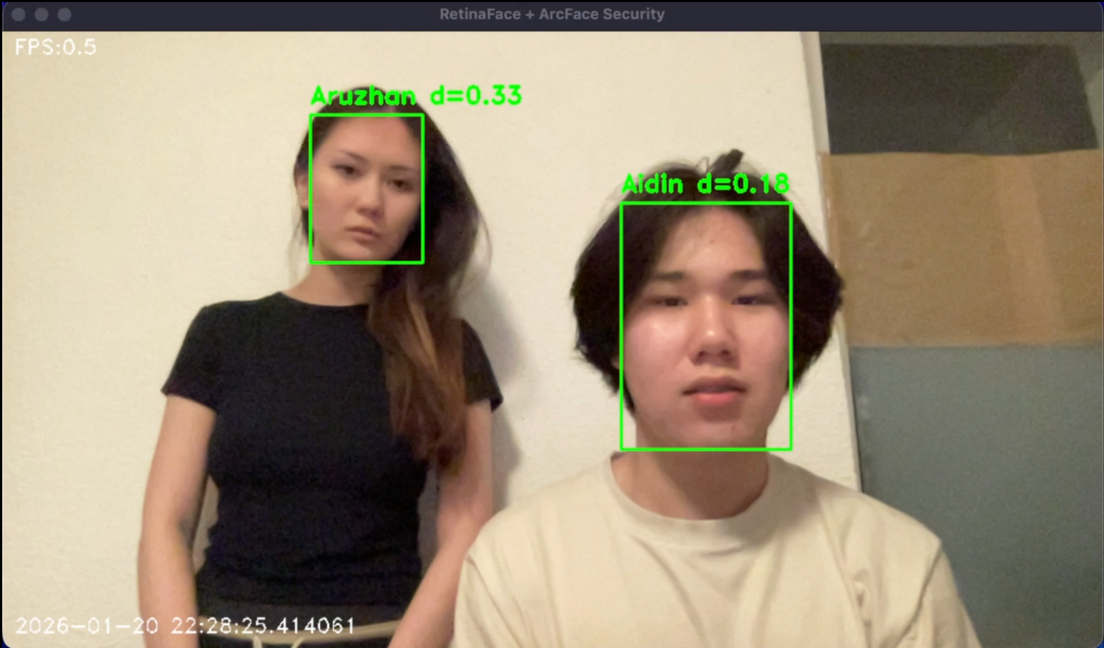 RetinaFace + ArcFace Security
FPS:0.5
Aruzhan d=0.33
Aidin d=0.18
2026-01-20 22:28:25.414061